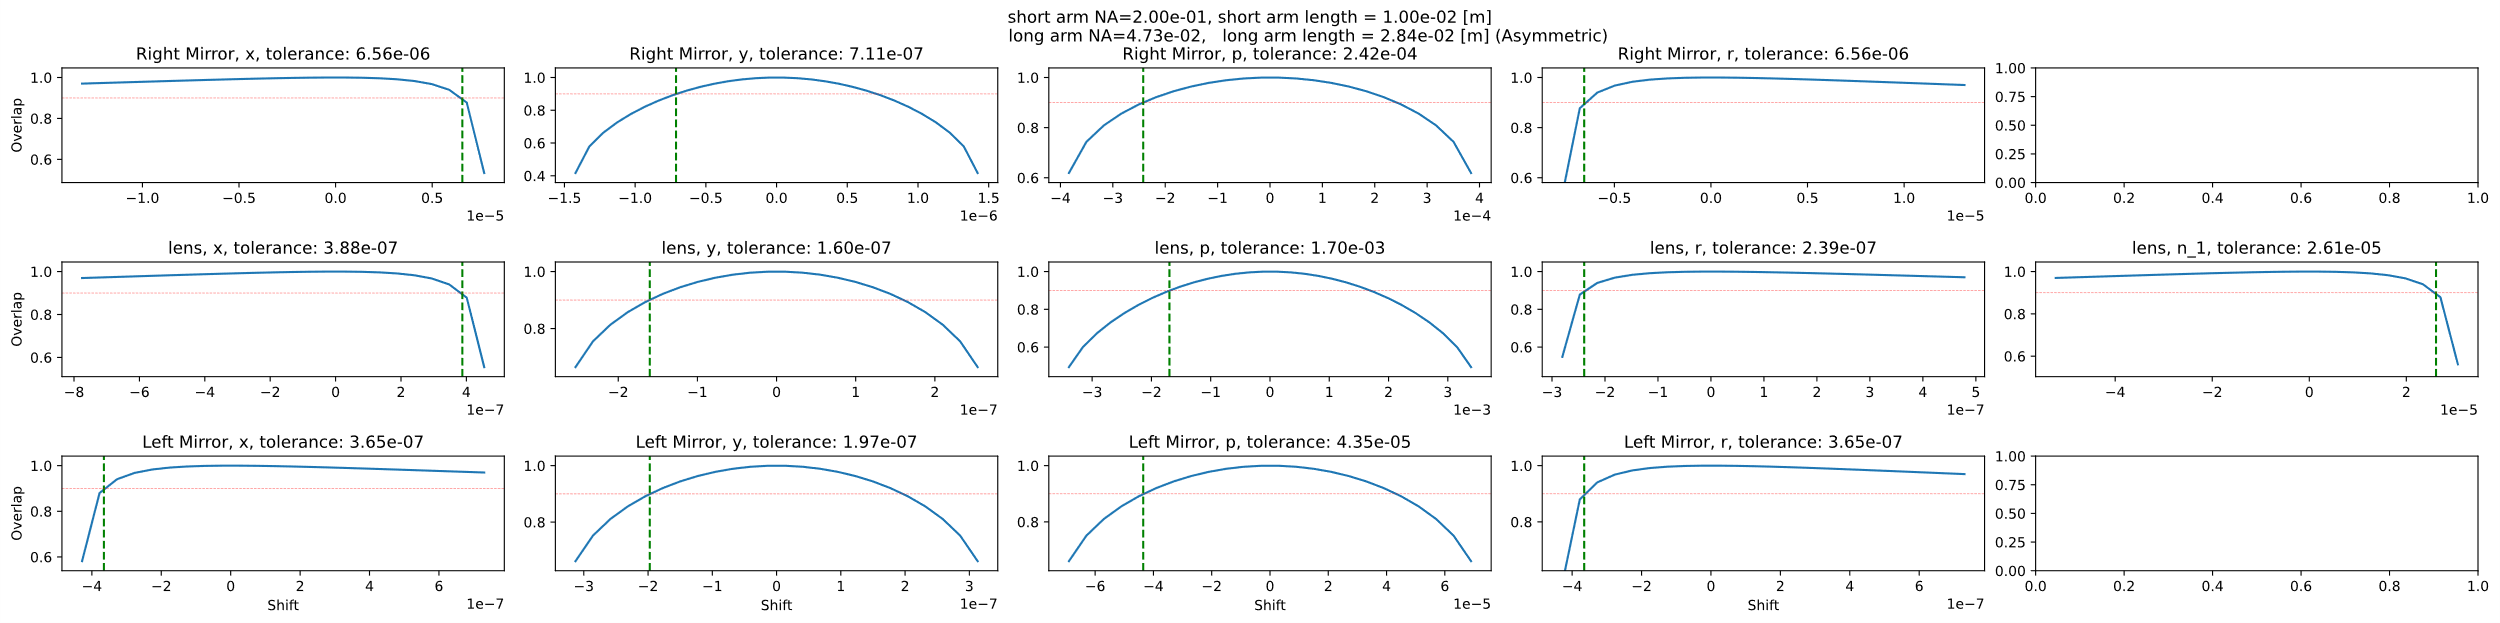 short arm NA=2.00e-01, short arm length = 1.00e-02 [m]
long arm NA=4.73e-02,   long arm length = 2.84e-02 [m] (Asymmetric)
Right Mirror, x, tolerance: 6.56e-06
Overlap
1.0
0.8
0.6
−1.0 −0.5 0.0 0.5
1e−5
Right Mirror, y, tolerance: 7.11e-07
1.0
0.8
0.6
0.4
−1.5 −1.0 −0.5 0.0 0.5 1.0 1.5
1e−6
Right Mirror, p, tolerance: 2.42e-04
1.0
0.8
0.6
−4 −3 −2 −1 0 1 2 3 4
1e−4
Right Mirror, r, tolerance: 6.56e-06
1.0
0.8
0.6
−0.5 0.0 0.5 1.0
1e−5
1.00
0.75
0.50
0.25
0.00
0.0 0.2 0.4 0.6 0.8 1.0
lens, x, tolerance: 3.88e-07
Overlap
1.0
0.8
0.6
−8 −6 −4 −2 0 2 4
1e−7
lens, y, tolerance: 1.60e-07
1.0
0.8
−2 −1 0 1 2
1e−7
lens, p, tolerance: 1.70e-03
1.0
0.8
0.6
−3 −2 −1 0 1 2 3
1e−3
lens, r, tolerance: 2.39e-07
1.0
0.8
0.6
−3 −2 −1 0 1 2 3 4 5
1e−7
lens, n_1, tolerance: 2.61e-05
1.0
0.8
0.6
−4 −2 0 2
1e−5
Left Mirror, x, tolerance: 3.65e-07
Overlap
1.0
0.8
0.6
−4 −2 0 2 4 6
Shift
1e−7
Left Mirror, y, tolerance: 1.97e-07
1.0
0.8
−3 −2 −1 0 1 2 3
Shift
1e−7
Left Mirror, p, tolerance: 4.35e-05
1.0
0.8
−6 −4 −2 0 2 4 6
Shift
1e−5
Left Mirror, r, tolerance: 3.65e-07
1.0
0.8
−4 −2 0 2 4 6
Shift
1e−7
1.00
0.75
0.50
0.25
0.00
0.0 0.2 0.4 0.6 0.8 1.0